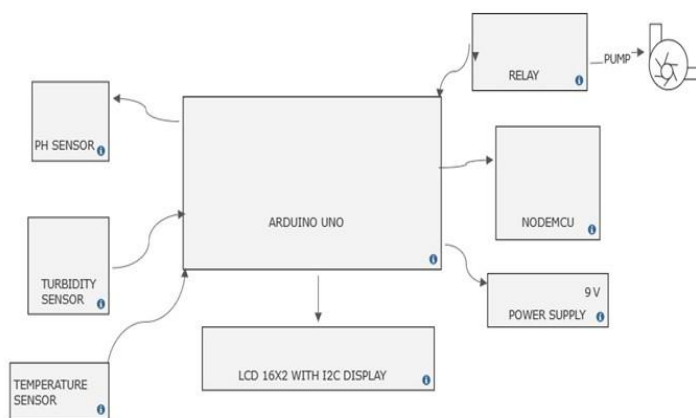 RELAY
PUMP
PH SENSOR
ARDUINO UNO
NODEMCU
TURBIDITY
SENSOR
9 V
POWER SUPPLY
TEMPERATURE
SENSOR
LCD 16X2 WITH I2C DISPLAY